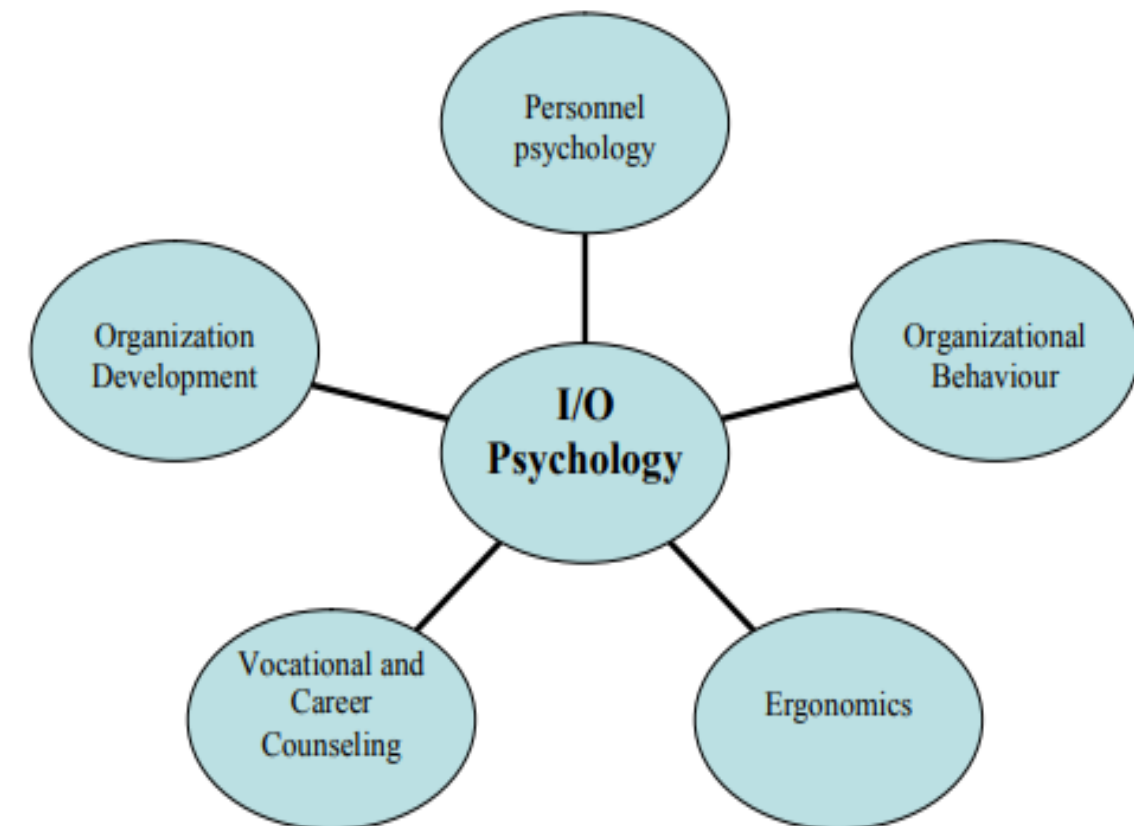 Personnel
psychology
Organization
Development
Organizational
Behaviour
I/O
Psychology
Vocational and
Career
Counseling
Ergonomics